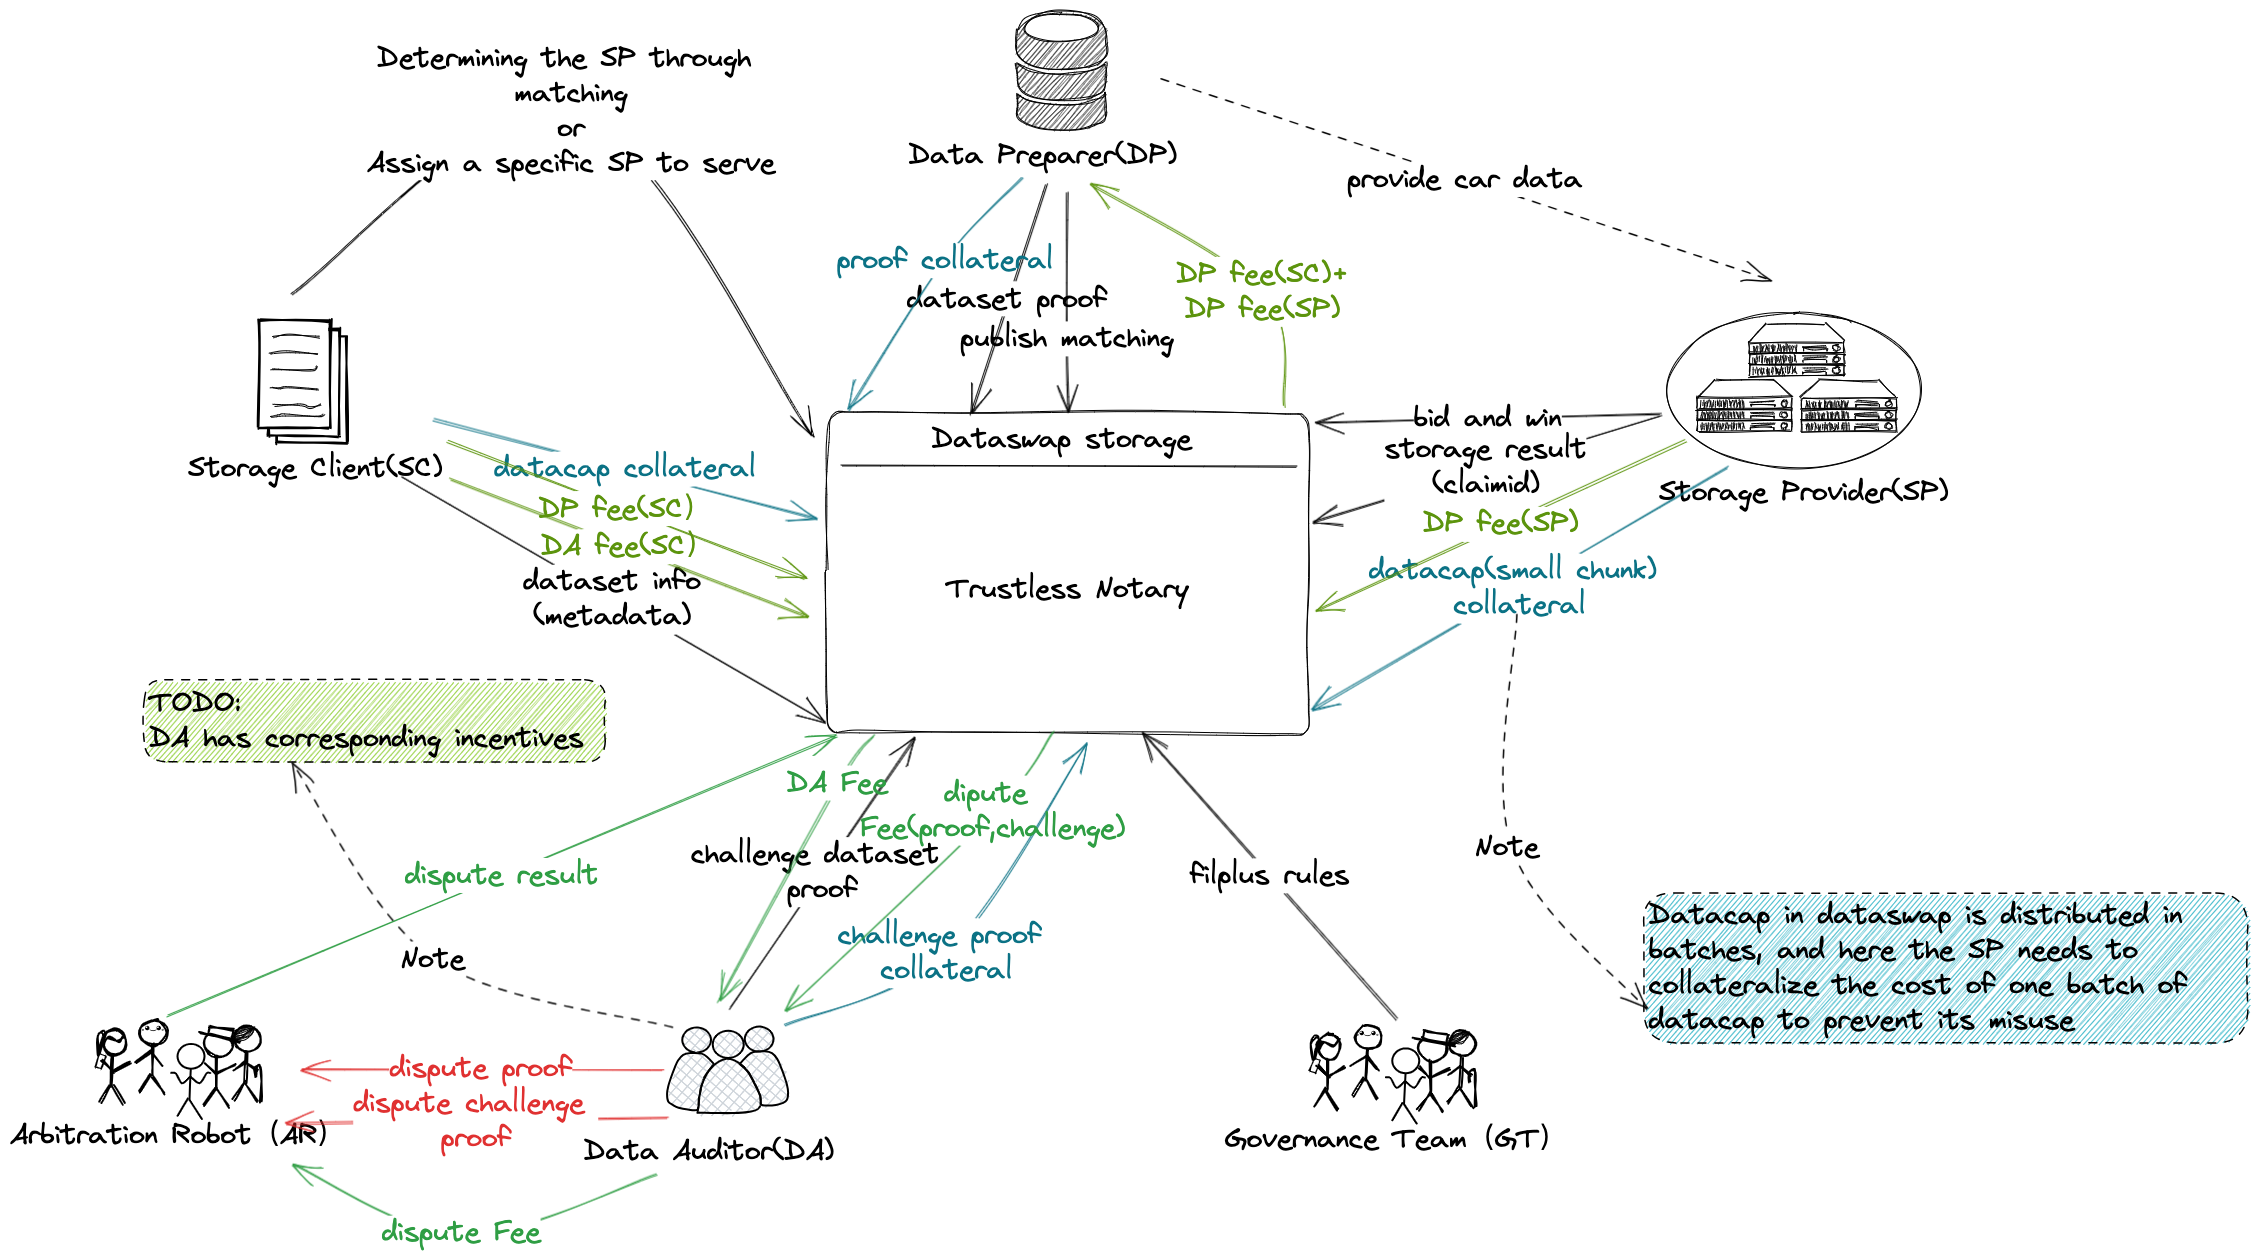 Determining the SP through
matching
or
Assign a specific SP to serve
Data Preparer(DP)
provide car data
proof collateral
dataset proof
publish matching
DP fee(SC)+
DP fee(SP)
Storage Client(SC)
datacap collateral
DP fee(SC)
DA fee(SC)
dataset info
(metadata)
Dataswap storage
Trustless Notary
bid and win
storage result
(claimid)
Storage Provider(SP)
DP fee(SP)
datacap(small chunk)
collateral
TODO:
DA has corresponding incentives
DA Fee
dipute
Fee(proof,challenge)
challenge dataset
proof
dispute result
filplus rules
Note
Note
challenge proof
collateral
Datacap in dataswap is distributed in
batches, and here the SP needs to
collateralize the cost of one batch of
datacap to prevent its misuse
dispute proof
dispute challenge
proof
Arbitration Robot (AR)
Data Auditor(DA)
Governance Team (GT)
dispute Fee